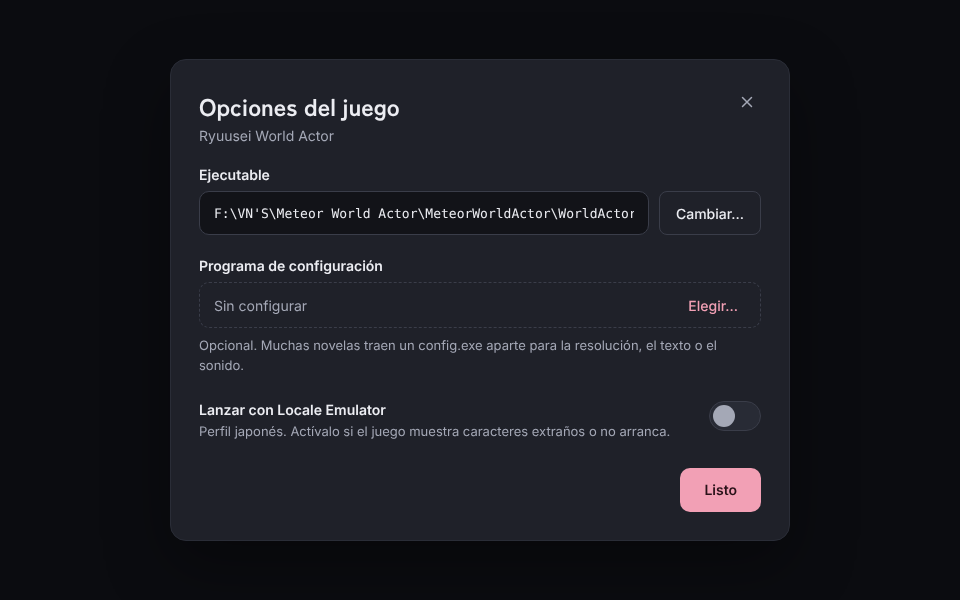 Opciones del juego
Ryuusei World Actor
Ejecutable
F:\VN'S\Meteor World Actor\MeteorWorldActor\WorldActor
Cambiar...
Programa de configuración
Sin configurar
Elegir...
Opcional. Muchas novelas traen un config.exe aparte para la resolución, el texto o el
sonido.
Lanzar con Locale Emulator
Perfil japonés. Actívalo si el juego muestra caracteres extraños o no arranca.
Listo